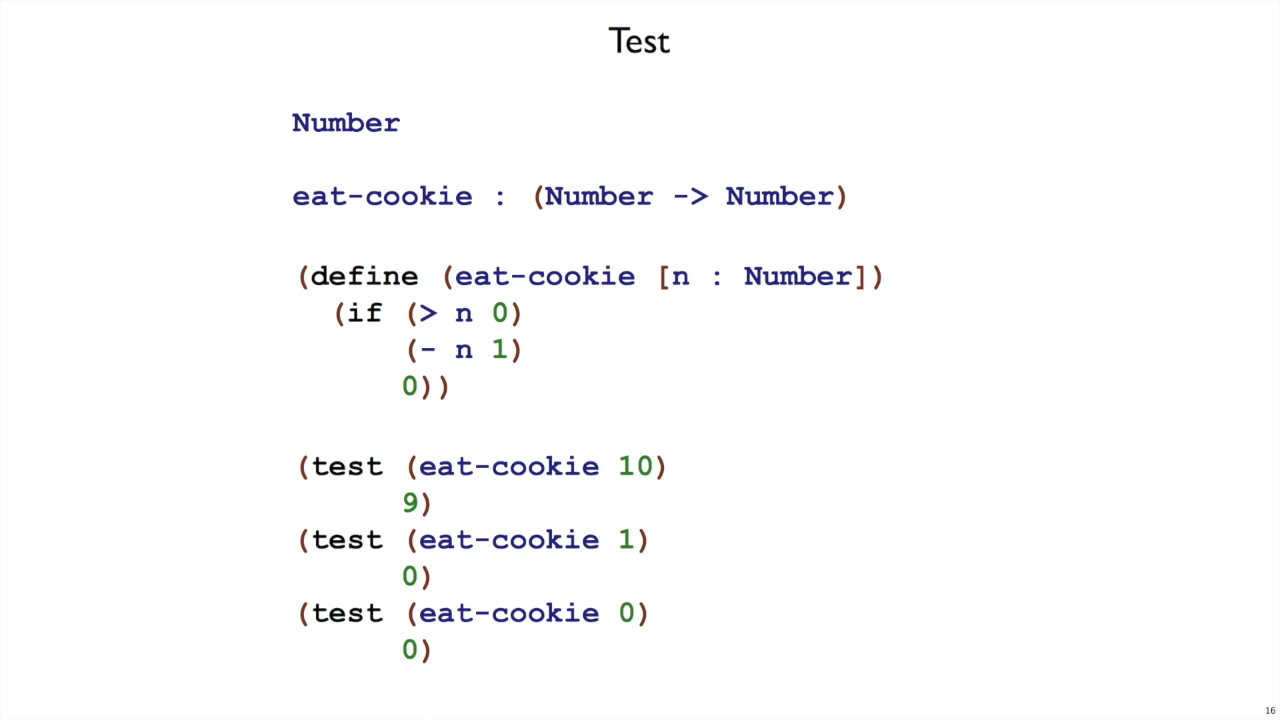 Test
Number
eat-cookie : (Number -> Number)
(define (eat-cookie [n : Number])
  (if (> n 0)
      (- n 1)
      0))
(test (eat-cookie 10)
      9)
(test (eat-cookie 1)
      0)
(test (eat-cookie 0)
      0)
16